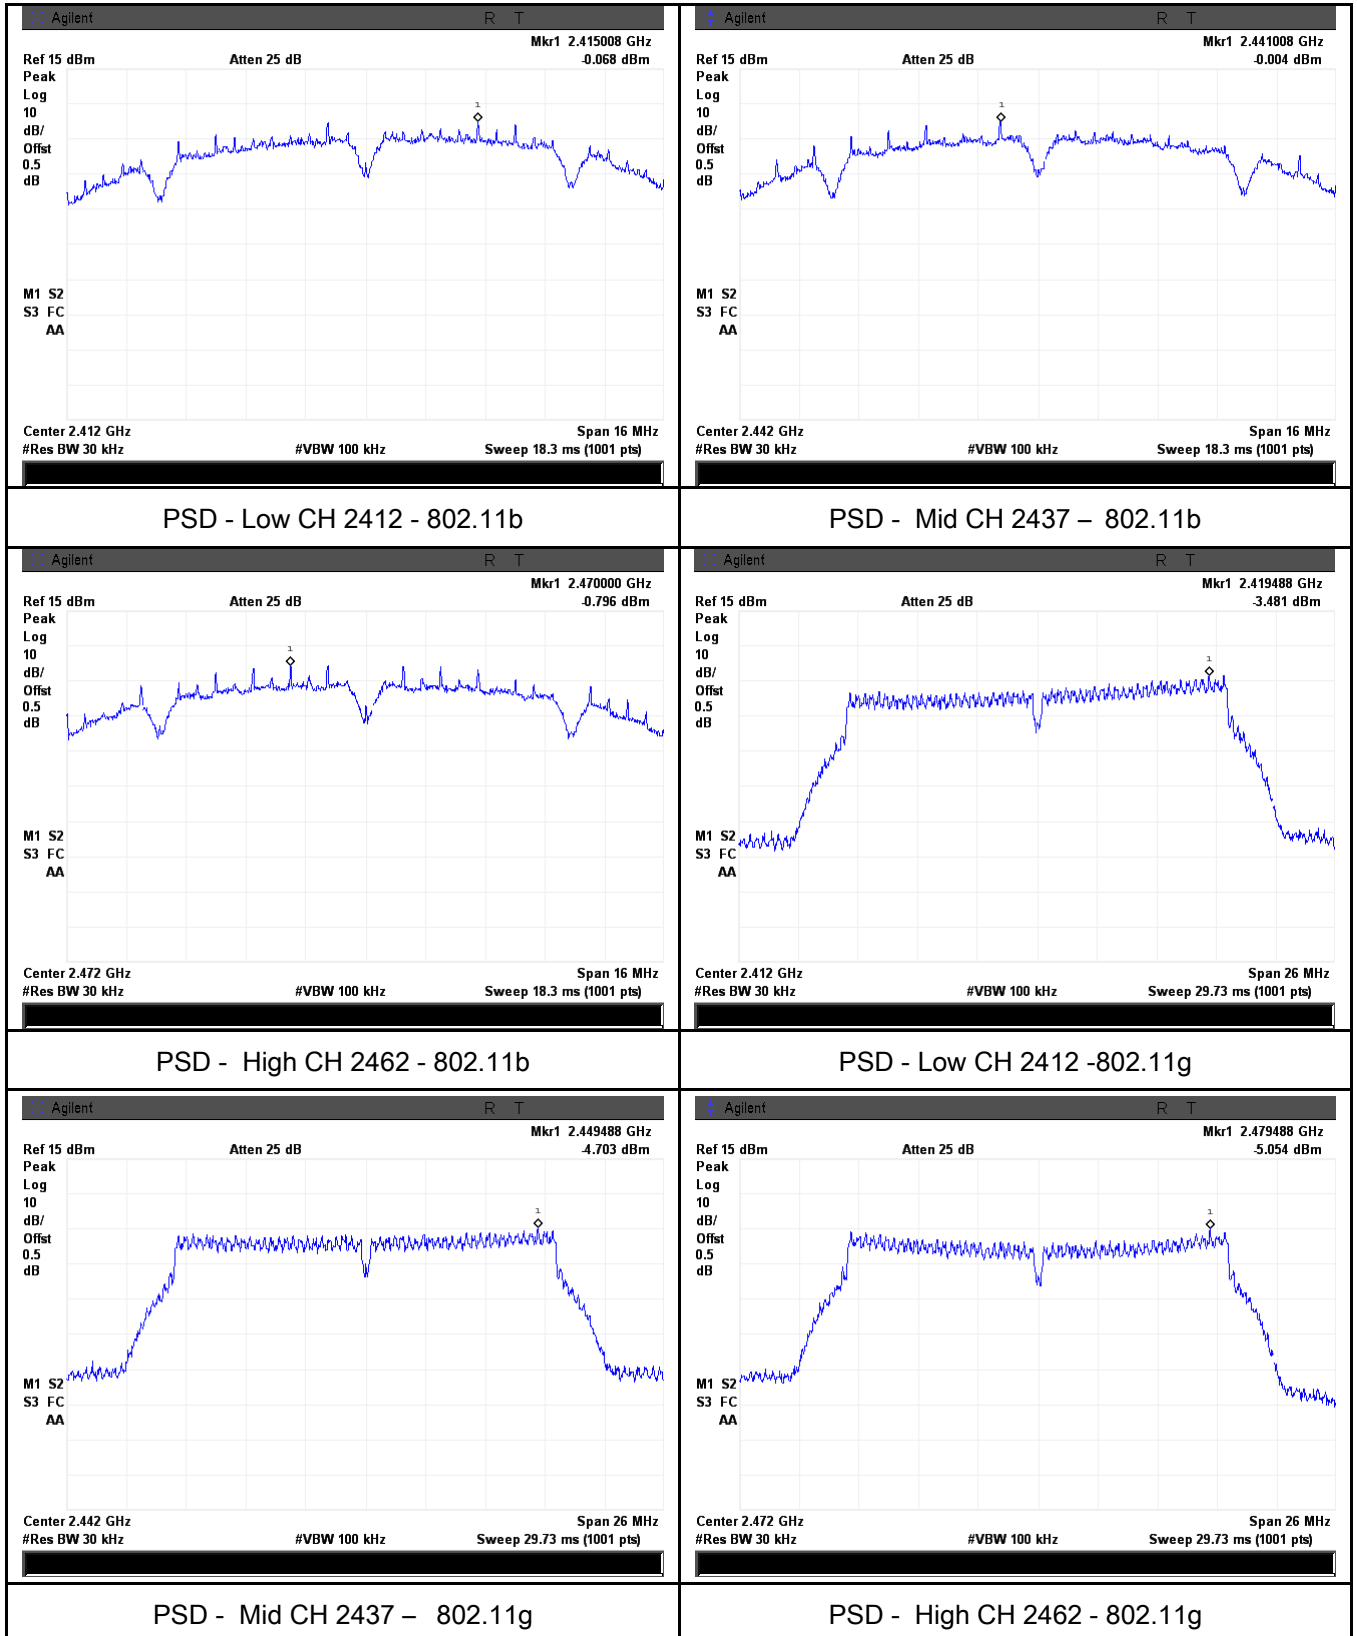 Agilent R T
Mkr1 2.415008 GHz
Ref 15 dBm Atten 25 dB -0.068 dBm
Peak
Log
10
dB/
Offst
0.5
dB
1
M1 S2
S3 FC
AA
Center 2.412 GHz Span 16 MHz
#Res BW 30 kHz #VBW 100 kHz Sweep 18.3 ms (1001 pts)
PSD - Low CH 2412 - 802.11b
Agilent R T
Mkr1 2.441008 GHz
Ref 15 dBm Atten 25 dB -0.004 dBm
Peak
Log
10
dB/
Offst
0.5
dB
1
M1 S2
S3 FC
AA
Center 2.442 GHz Span 16 MHz
#Res BW 30 kHz #VBW 100 kHz Sweep 18.3 ms (1001 pts)
PSD - Mid CH 2437 – 802.11b
Agilent R T
Mkr1 2.470000 GHz
Ref 15 dBm Atten 25 dB -0.796 dBm
Peak
Log
10
dB/
Offst
0.5
dB
1
M1 S2
S3 FC
AA
Center 2.472 GHz Span 16 MHz
#Res BW 30 kHz #VBW 100 kHz Sweep 18.3 ms (1001 pts)
PSD - High CH 2462 - 802.11b
Agilent R T
Mkr1 2.419488 GHz
Ref 15 dBm Atten 25 dB -3.481 dBm
Peak
Log
10
dB/
Offst
0.5
dB
1
M1 S2
S3 FC
AA
Center 2.412 GHz Span 26 MHz
#Res BW 30 kHz #VBW 100 kHz Sweep 29.73 ms (1001 pts)
PSD - Low CH 2412 -802.11g
Agilent R T
Mkr1 2.449488 GHz
Ref 15 dBm Atten 25 dB -4.703 dBm
Peak
Log
10
dB/
Offst
0.5
dB
1
M1 S2
S3 FC
AA
Center 2.442 GHz Span 26 MHz
#Res BW 30 kHz #VBW 100 kHz Sweep 29.73 ms (1001 pts)
PSD - Mid CH 2437 – 802.11g
Agilent R T
Mkr1 2.479488 GHz
Ref 15 dBm Atten 25 dB -5.054 dBm
Peak
Log
10
dB/
Offst
0.5
dB
1
M1 S2
S3 FC
AA
Center 2.472 GHz Span 26 MHz
#Res BW 30 kHz #VBW 100 kHz Sweep 29.73 ms (1001 pts)
PSD - High CH 2462 - 802.11g